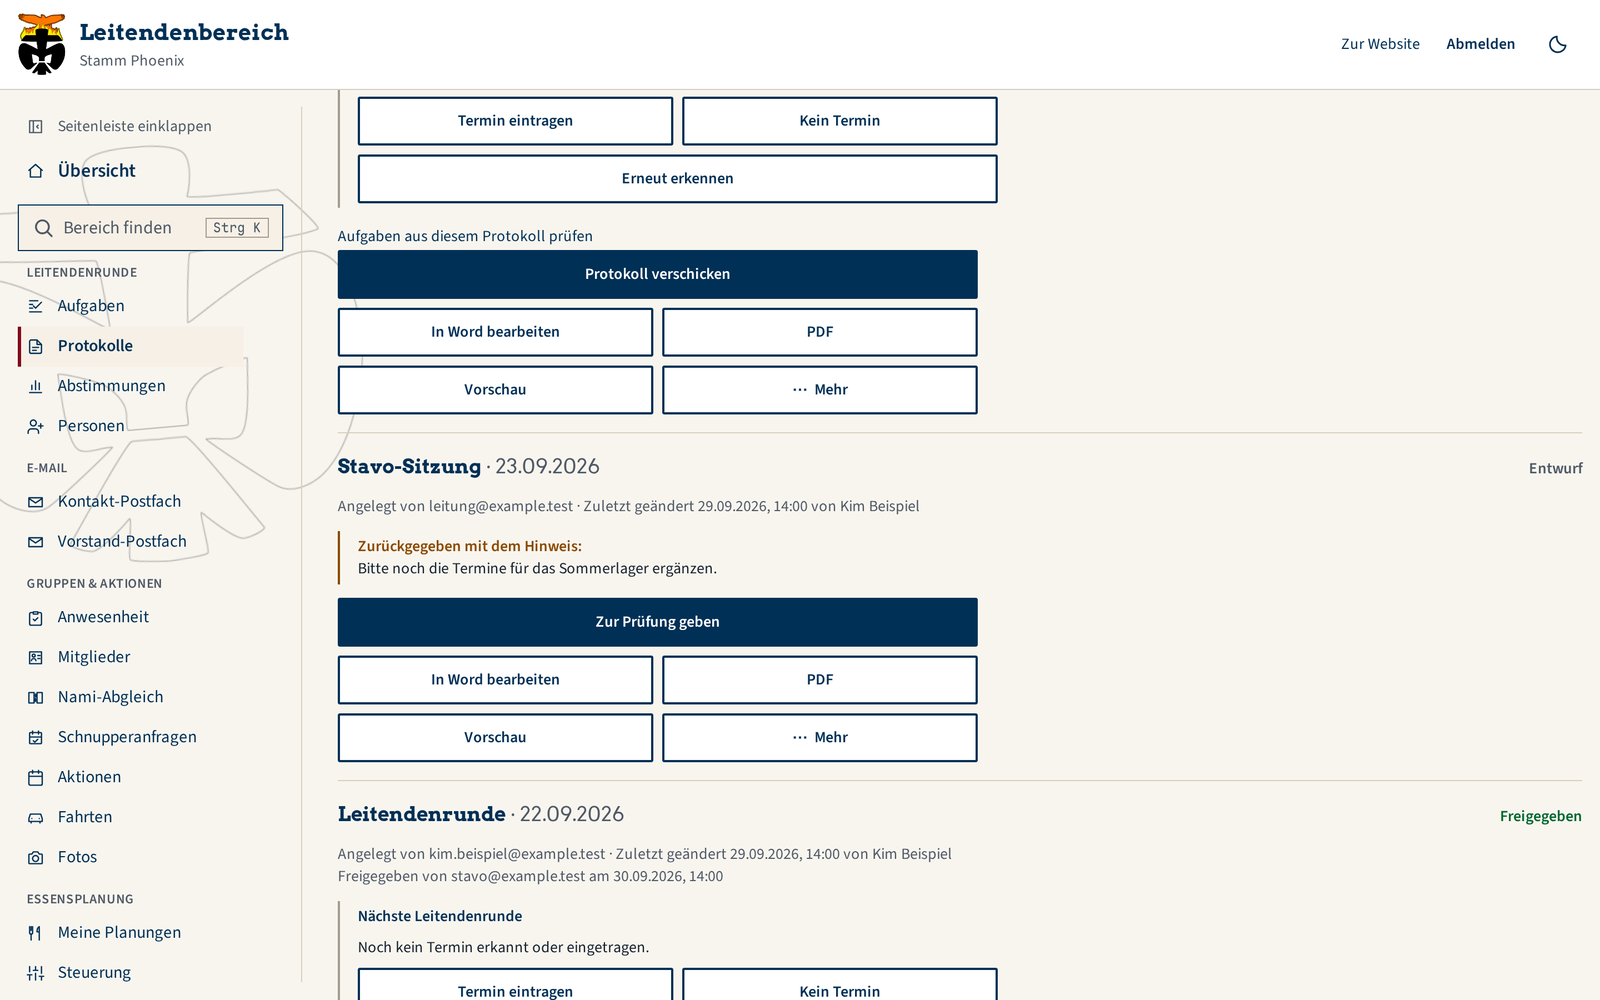 Leitendenbereich
Stamm Phoenix
Zur Website
Abmelden
Seitenleiste einklappen
Übersicht
Bereich finden
Strg K
LEITENDENRUNDE
Aufgaben
Protokolle
Abstimmungen
Personen
E-MAIL
Kontakt-Postfach
Vorstand-Postfach
GRUPPEN & AKTIONEN
Anwesenheit
Mitglieder
Nami-Abgleich
Schnupperanfragen
Aktionen
Fahrten
Fotos
ESSENSPLANUNG
Meine Planungen
Steuerung
Termin eintragen
Kein Termin
Erneut erkennen
Aufgaben aus diesem Protokoll prüfen
Protokoll verschicken
In Word bearbeiten
PDF
Vorschau
··· Mehr
Stavo-Sitzung · 23.09.2026
Entwurf
Angelegt von leitung@example.test · Zuletzt geändert 29.09.2026, 14:00 von Kim Beispiel
Zurückgegeben mit dem Hinweis:
Bitte noch die Termine für das Sommerlager ergänzen.
Zur Prüfung geben
In Word bearbeiten
PDF
Vorschau
··· Mehr
Leitendenrunde · 22.09.2026
Freigegeben
Angelegt von kim.beispiel@example.test · Zuletzt geändert 29.09.2026, 14:00 von Kim Beispiel
Freigegeben von stavo@example.test am 30.09.2026, 14:00
Nächste Leitendenrunde
Noch kein Termin erkannt oder eingetragen.
Termin eintragen
Kein Termin